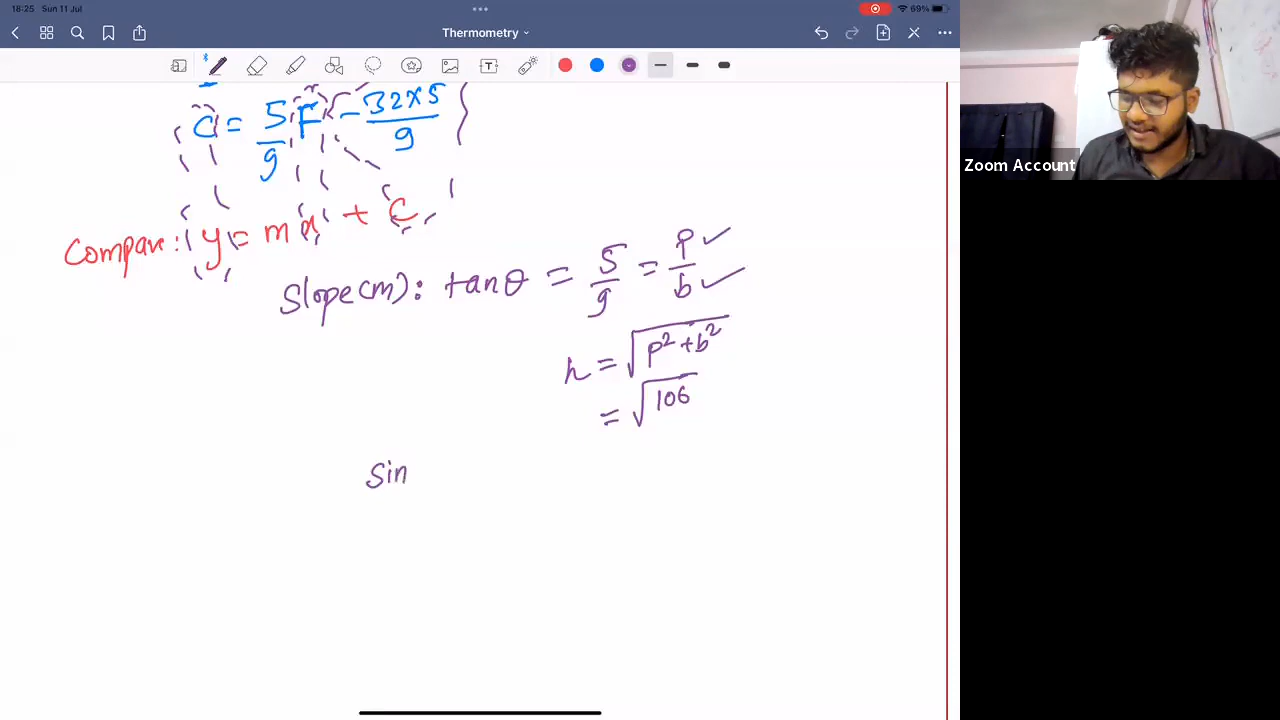 18:25 Sun 11 Jul
69%
Thermometry
T
C = 5/9 F - 32×5/9
Compare: y = mx + C
Slope(m): tanθ = 5/9 = p/b
h = √p² + b²
= √106
Sin
Zoom Account